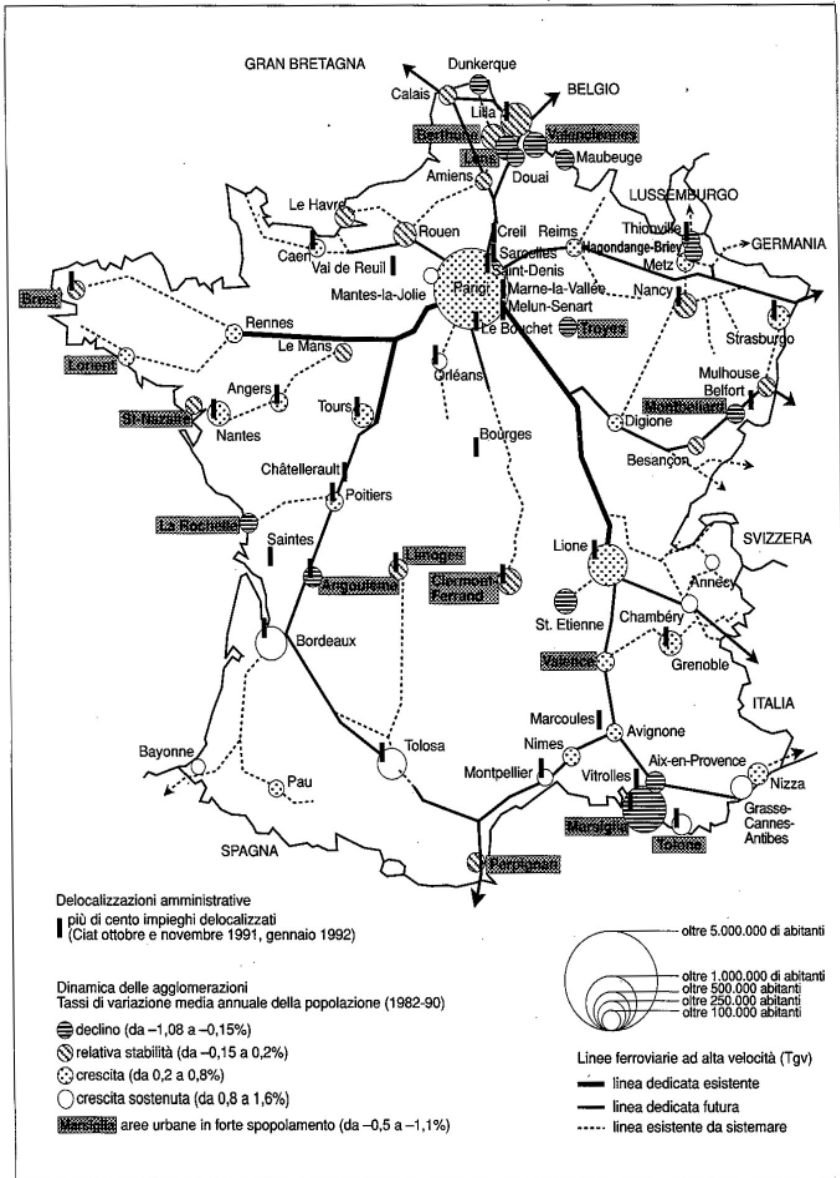 GRAN BRETAGNA
Dunkerque
Calais
BELGIO
Lilla
Berthune
Valenciennes
Lens
Maubeuge
Douai
Amiens
LUSSEMBURGO
Le Havre
Rouen
Creil
Reims
Thionville
Hagondange-Briey
GERMANIA
Caen
Val de Reuil
Sarcelles
Saint-Denis
Metz
Mantes-la-Jolie
Parigi
Marne-la-Vallée
Nancy
Melun-Senart
Brest
Le Bouchet
Troyes
Strasburgo
Rennes
Le Mans
Orléans
Lorient
Mulhouse
Belfort
Angers
Tours
Montbeliard
St-Nazaire
Nantes
Digione
Bourges
Besançon
Châtellerault
Poitiers
La Rochelle
Saintes
SVIZZERA
Lione
Limoges
Annecy
Angouleme
Clermont-
Ferrand
St. Etienne
Chambéry
Bordeaux
Valence
Grenoble
ITALIA
Marcoules
Avignone
Tolosa
Nimes
Bayonne
Aix-en-Provence
Montpellier
Vitrolles
Nizza
Pau
Grasse-
Cannes-
Antibes
Marsiglia
Tolone
SPAGNA
Perpignan
Delocalizzazioni amministrative
più di cento impieghi delocalizzati
(Ciat ottobre e novembre 1991, gennaio 1992)
Dinamica delle agglomerazioni
Tassi di variazione media annuale della popolazione (1982-90)
declino (da –1,08 a –0,15%)
relativa stabilità (da –0,15 a 0,2%)
crescita (da 0,2 a 0,8%)
crescita sostenuta (da 0,8 a 1,6%)
Marsiglia aree urbane in forte spopolamento (da –0,5 a –1,1%)
oltre 5.000.000 di abitanti
oltre 1.000.000 di abitanti
oltre 500.000 abitanti
oltre 250.000 abitanti
oltre 100.000 abitanti
Linee ferroviarie ad alta velocità (Tgv)
linea dedicata esistente
linea dedicata futura
linea esistente da sistemare